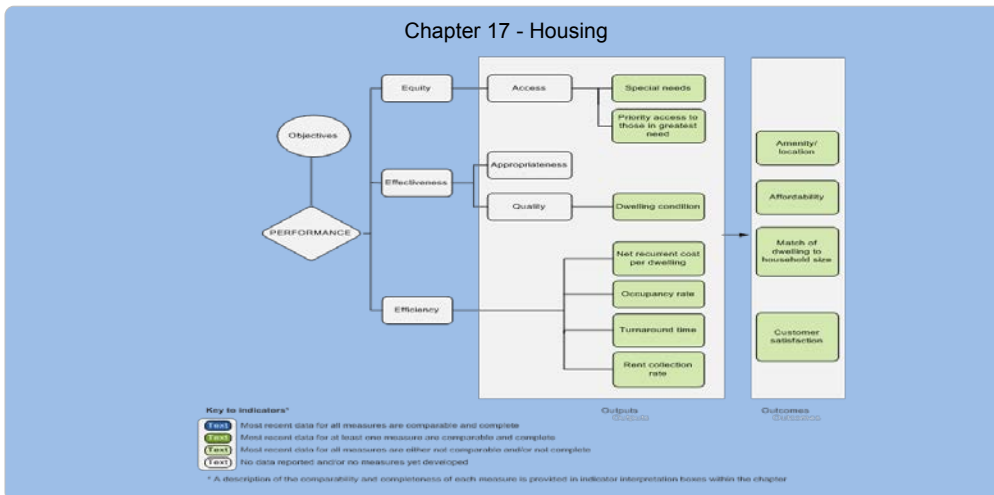 Chapter 17 - Housing
Objectives
PERFORMANCE
Equity
Access
Special needs
Priority access to
those in greatest
need
Effectiveness
Appropriateness
Quality
Dwelling condition
Efficiency
Net recurrent cost
per dwelling
Occupancy rate
Turnaround time
Rent collection
rate
Amenity/
location
Affordability
Match of
dwelling to
household size
Customer
satisfaction
Outputs
Outputs
Outcomes
Outcomes
Key to indicators*
Text Most recent data for all measures are comparable and complete
Text Most recent data for at least one measure are comparable and complete
Text Most recent data for all measures are either not comparable and/or not complete
Text No data reported and/or no measures yet developed
* A description of the comparability and completeness of each measure is provided in indicator interpretation boxes within the chapter